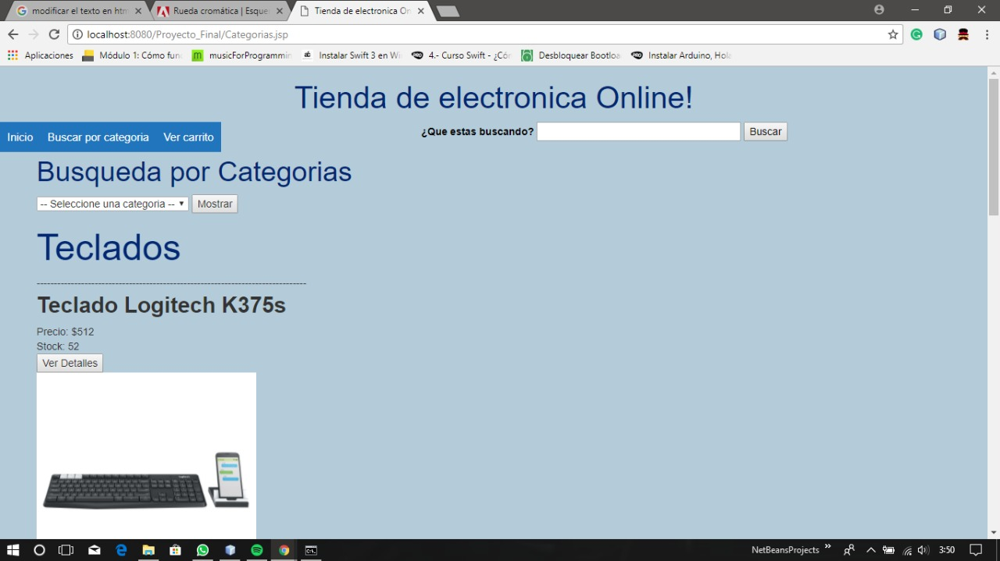 modificar el texto en htm
Rueda cromática | Esque
Tienda de electronica On
localhost:8080/Proyecto_Final/Categorias.jsp
Aplicaciones
Módulo 1: Cómo fun
musicForProgrammin
Instalar Swift 3 en Wi
4.- Curso Swift - ¿Cór
Desbloquear Bootloa
Instalar Arduino, Hola
Tienda de electronica Online!
Inicio
Buscar por categoria
Ver carrito
¿Que estas buscando?
Buscar
Busqueda por Categorias
-- Seleccione una categoria --
Mostrar
Teclados
--------------------------------------------------------------------------------
Teclado Logitech K375s
Precio: $512
Stock: 52
Ver Detalles
NetBeansProjects
3:50